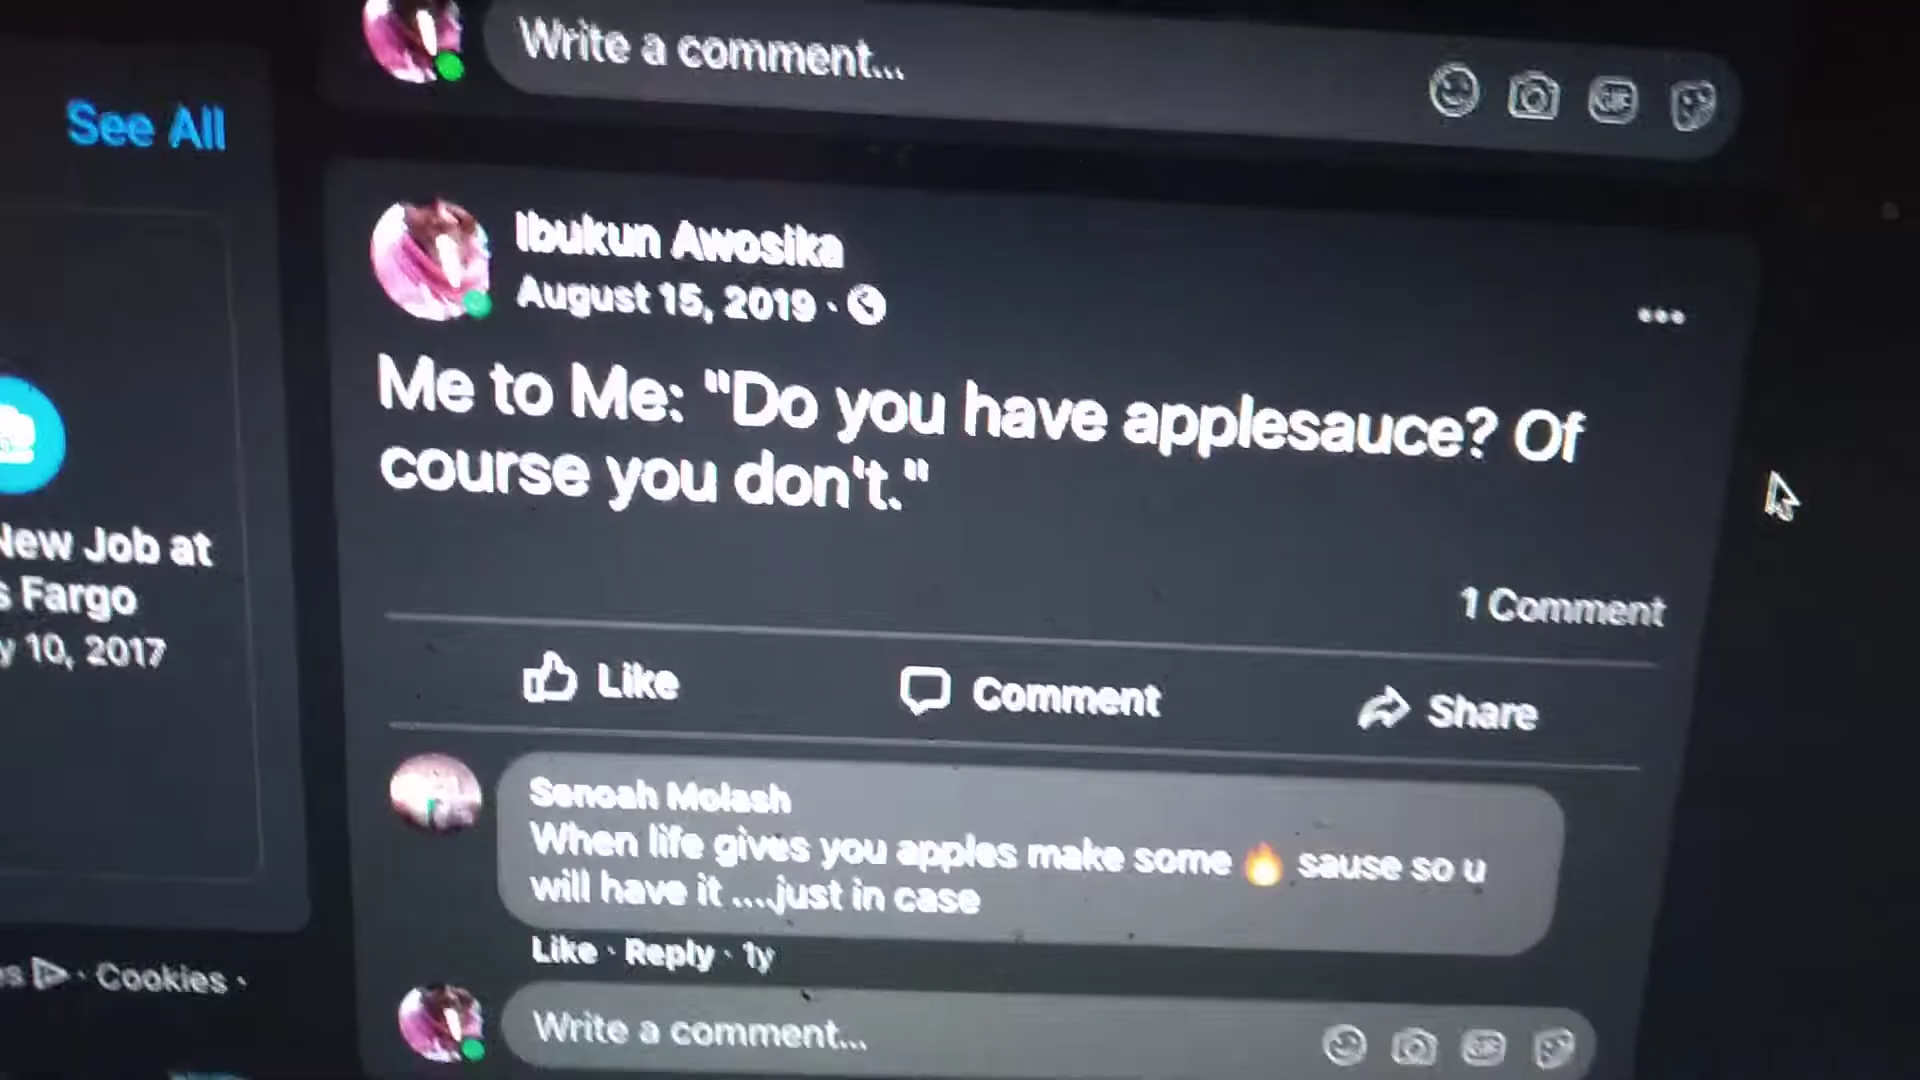 Write a comment...
See All
Ibukun Awosika
August 15, 2019 ·
Me to Me: "Do you have applesauce? Of
course you don't."
New Job at
s Fargo
y 10, 2017
1 Comment
Like
Comment
Share
Senoah Molash
When life gives you apples make some 🔥 sause so u
will have it ....just in case
Like · Reply · 1y
es · Cookies ·
Write a comment...